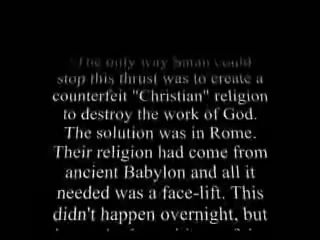 The only way Satan could
stop this thrust was to create a
counterfeit "Christian" religion
to destroy the work of God.
The solution was in Rome.
Their religion had come from
ancient Babylon and all it
needed was a face-lift. This
didn't happen overnight, but